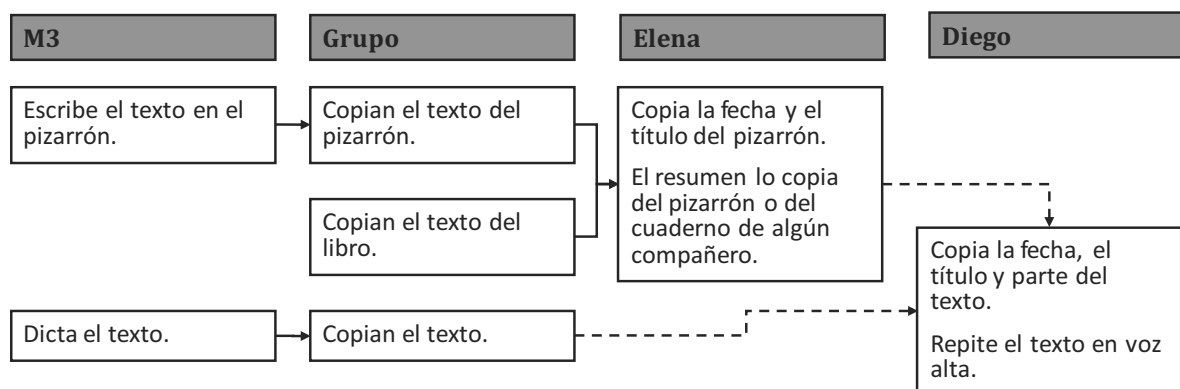 M3
Grupo
Elena
Diego
Escribe el texto en el
pizarrón.
Copian el texto del
pizarrón.
Copian el texto del
libro.
Copia la fecha y el
título del pizarrón.
El resumen lo copia
del pizarrón o del
cuaderno de algún
compañero.
Dicta el texto.
Copian el texto.
Copia la fecha, el
título y parte del
texto.
Repite el texto en voz
alta.